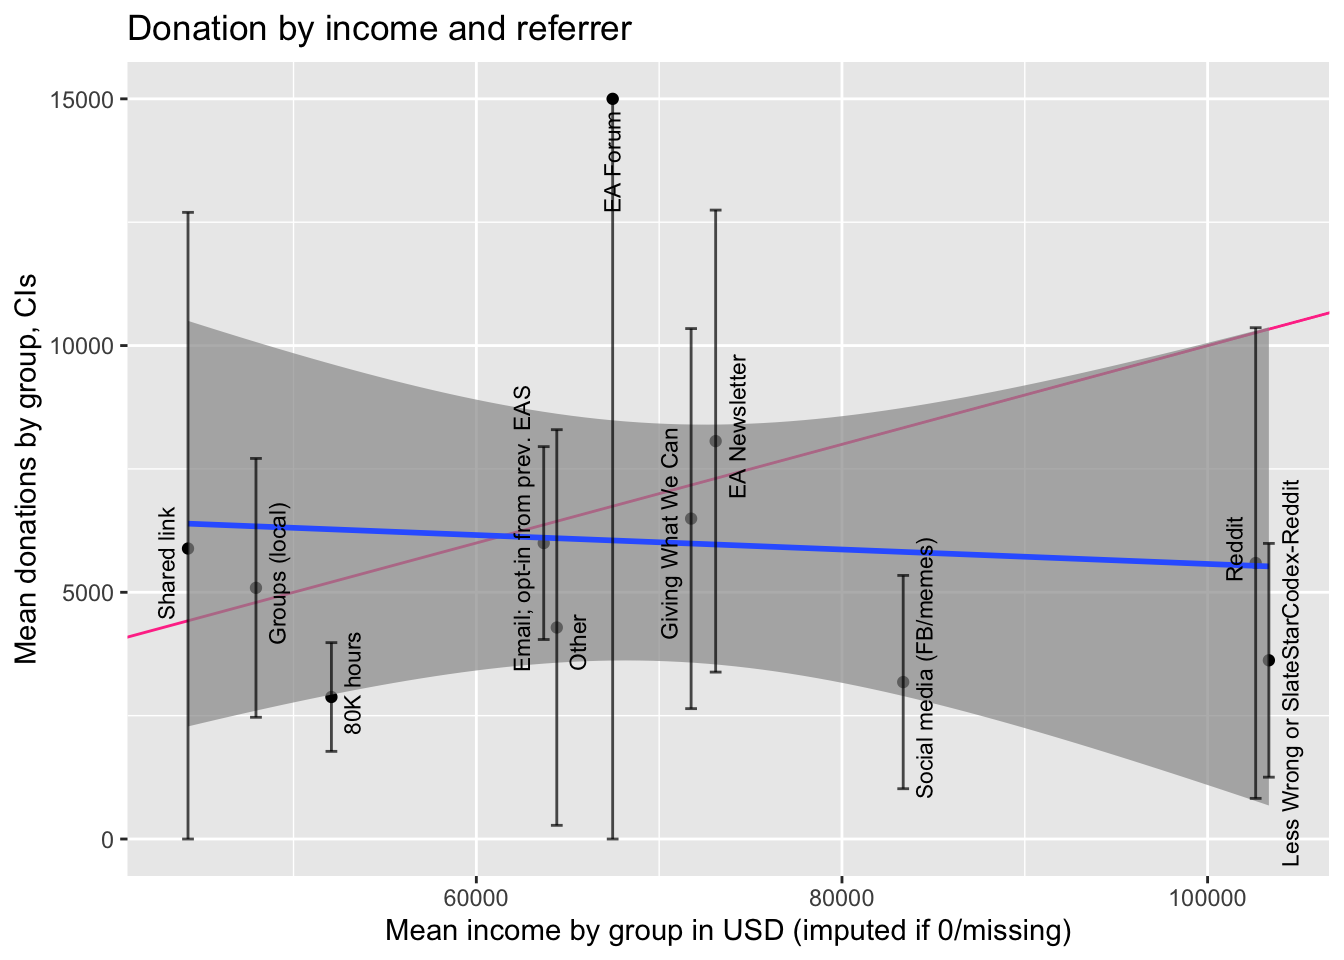 Donation by income and referrer
Mean donations by group, CIs
15000
10000
5000
0
Shared link
Groups (local)
80K hours
Email; opt-in from prev. EAS
Other
EA Forum
Giving What We Can
EA Newsletter
Social media (FB/memes)
Reddit
Less Wrong or SlateStarCodex-Reddit
60000
80000
100000
Mean income by group in USD (imputed if 0/missing)